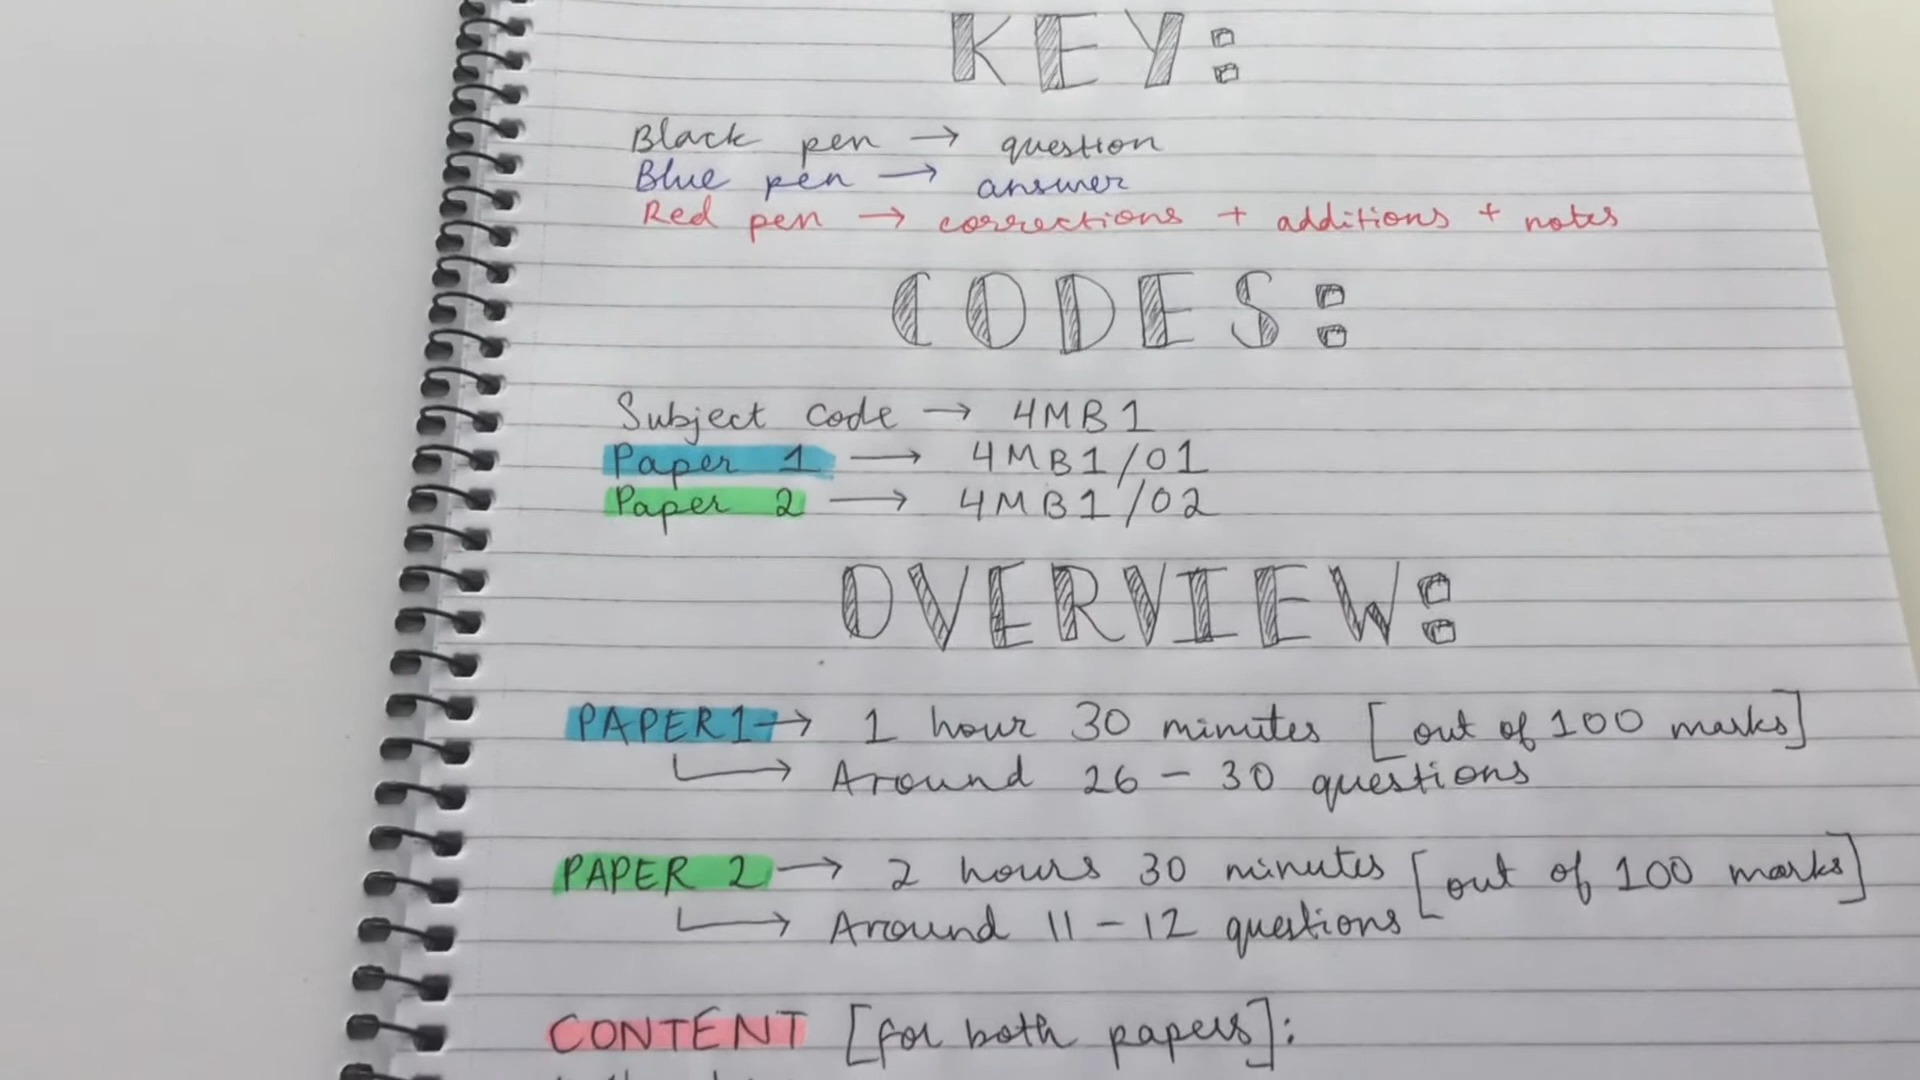 KEY:
Black pen → question
Blue pen → answer
Red pen → corrections + additions + notes
CODES:
Subject code → 4MB1
Paper 1 → 4MB1/01
Paper 2 → 4MB1/02
OVERVIEW:
PAPER 1 → 1 hour 30 minutes [out of 100 marks]
↳ Around 26 - 30 questions
PAPER 2 → 2 hours 30 minutes [out of 100 marks]
↳ Around 11 - 12 questions
CONTENT [for both papers]: